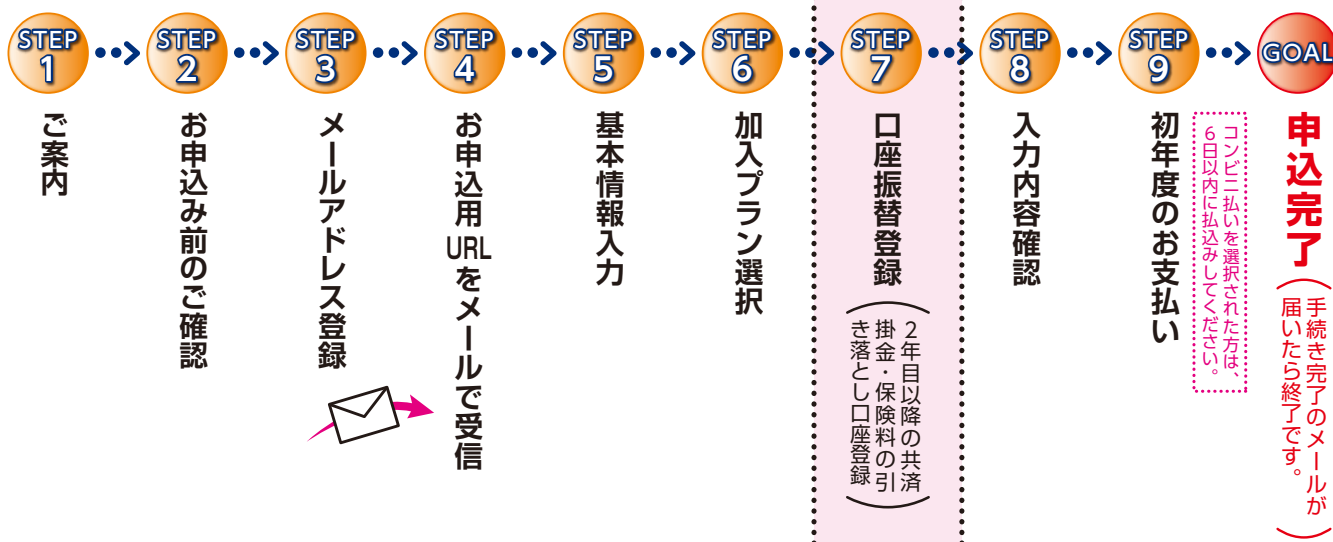 STEP
1
ご案内
STEP
2
お申込み前のご確認
STEP
3
メールアドレス登録
STEP
4
お申込用URLをメールで受信
STEP
5
基本情報入力
STEP
6
加入プラン選択
STEP
7
口座振替登録
(2年目以降の共済
掛金・保険料の引
き落とし口座登録)
STEP
8
入力内容確認
STEP
9
初年度のお支払い
コンビニ払いを選択された方は、
6日以内に払込みしてください。
GOAL
申込完了
(手続き完了のメールが
届いたら終了です。)